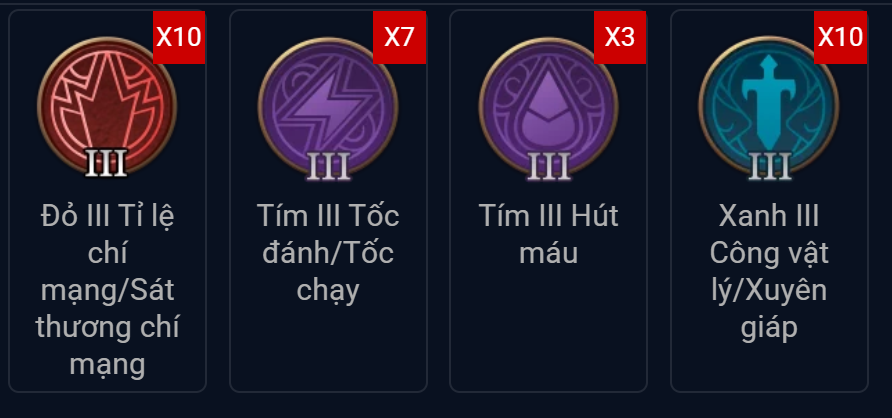 X10
III
Đỏ III Tỉ lệ
chí
mạng/Sát
thương chí
mạng
X7
III
Tím III Tốc
đánh/Tốc
chạy
X3
III
Tím III Hút
máu
X10
III
Xanh III
Công vật
lý/Xuyên
giáp